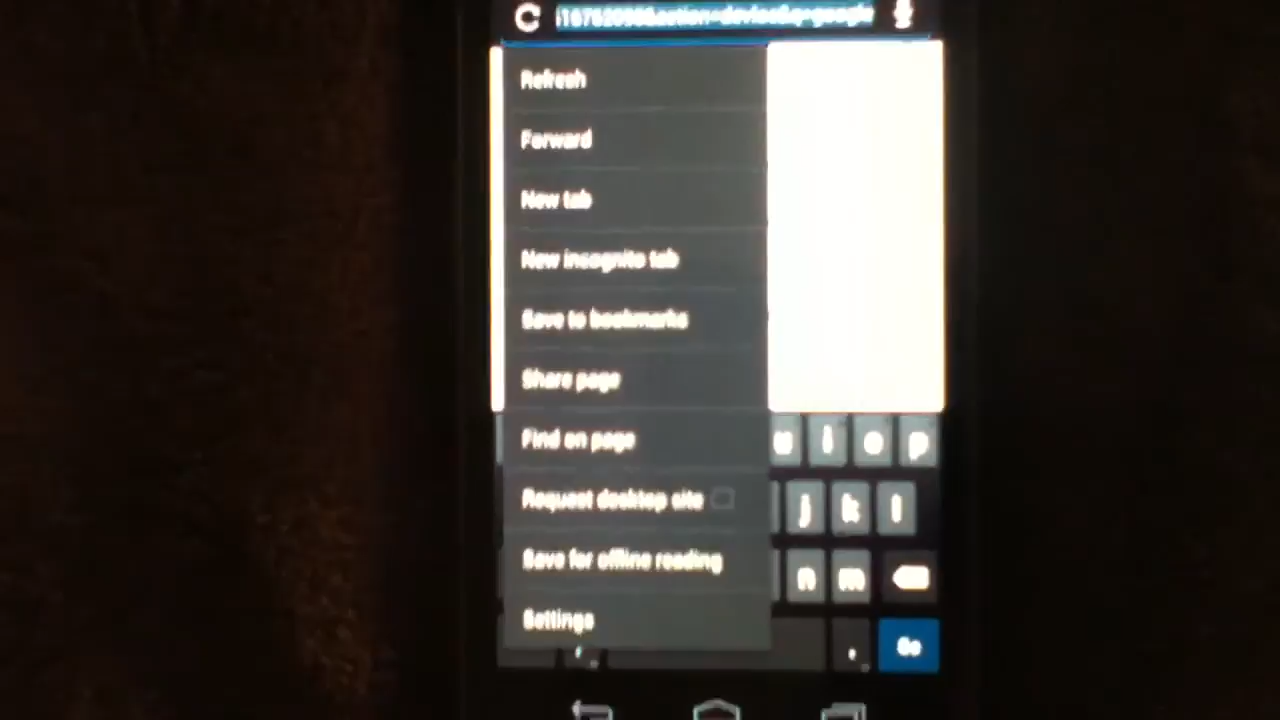 Refresh
Forward
New tab
New incognito tab
Save to bookmarks
Share page
Find on page
u i o p
Request desktop site
j k l
Save for offline reading
n m
Settings
, Go